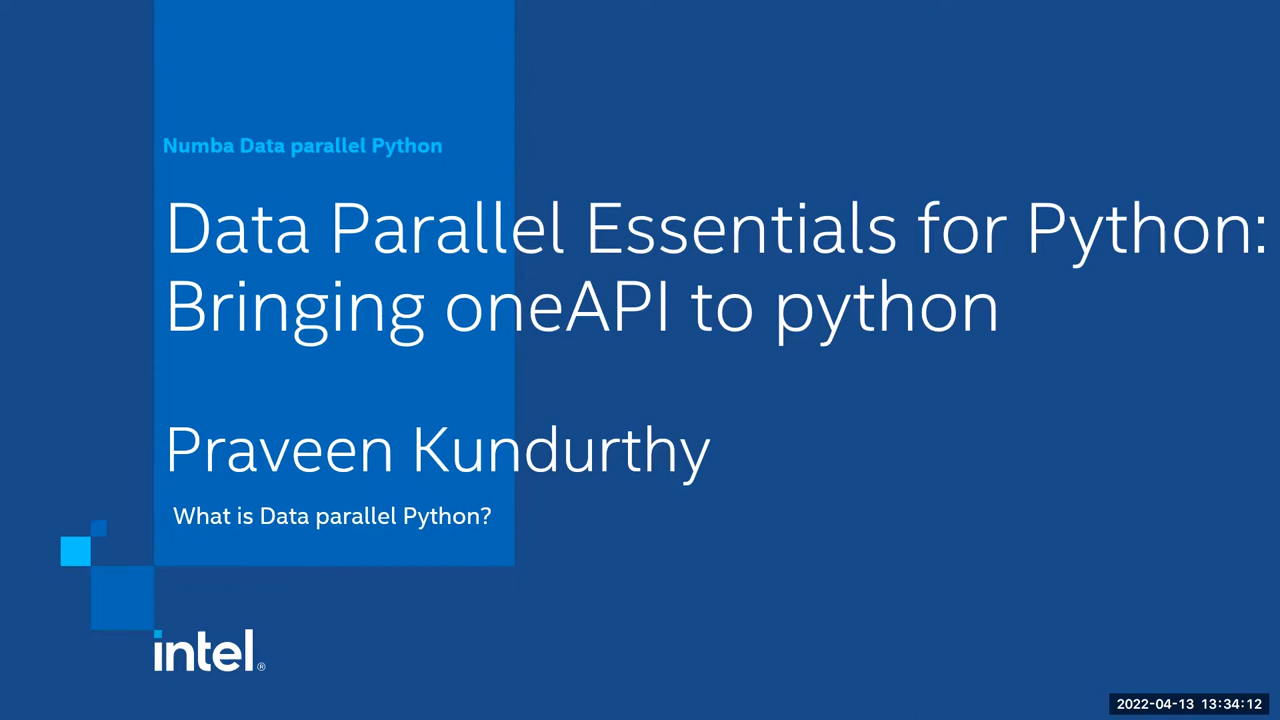 Numba Data parallel Python
Data Parallel Essentials for Python:
Bringing oneAPI to python
Praveen Kundurthy
What is Data parallel Python?
intel®
2022-04-13 13:34:12